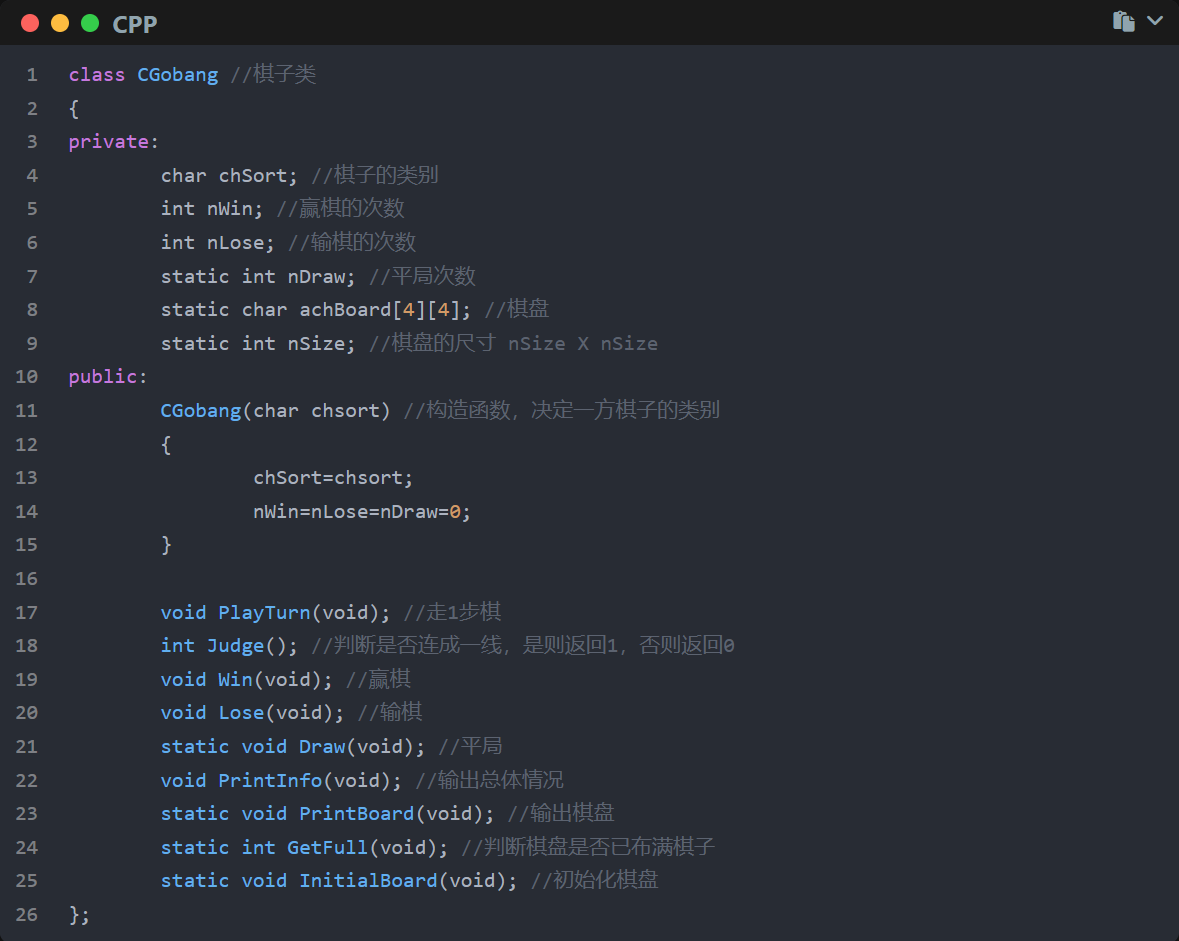 CPP
1 class CGobang //棋子类
2 {
3 private:
4 char chSort; //棋子的类别
5 int nWin; //赢棋的次数
6 int nLose; //输棋的次数
7 static int nDraw; //平局次数
8 static char achBoard[4][4]; //棋盘
9 static int nSize; //棋盘的尺寸 nSize X nSize
10 public:
11 CGobang(char chsort) //构造函数，决定一方棋子的类别
12 {
13 chSort=chsort;
14 nWin=nLose=nDraw=0;
15 }
16
17 void PlayTurn(void); //走1步棋
18 int Judge(); //判断是否连成一线，是则返回1，否则返回0
19 void Win(void); //赢棋
20 void Lose(void); //输棋
21 static void Draw(void); //平局
22 void PrintInfo(void); //输出总体情况
23 static void PrintBoard(void); //输出棋盘
24 static int GetFull(void); //判断棋盘是否已布满棋子
25 static void InitialBoard(void); //初始化棋盘
26 };